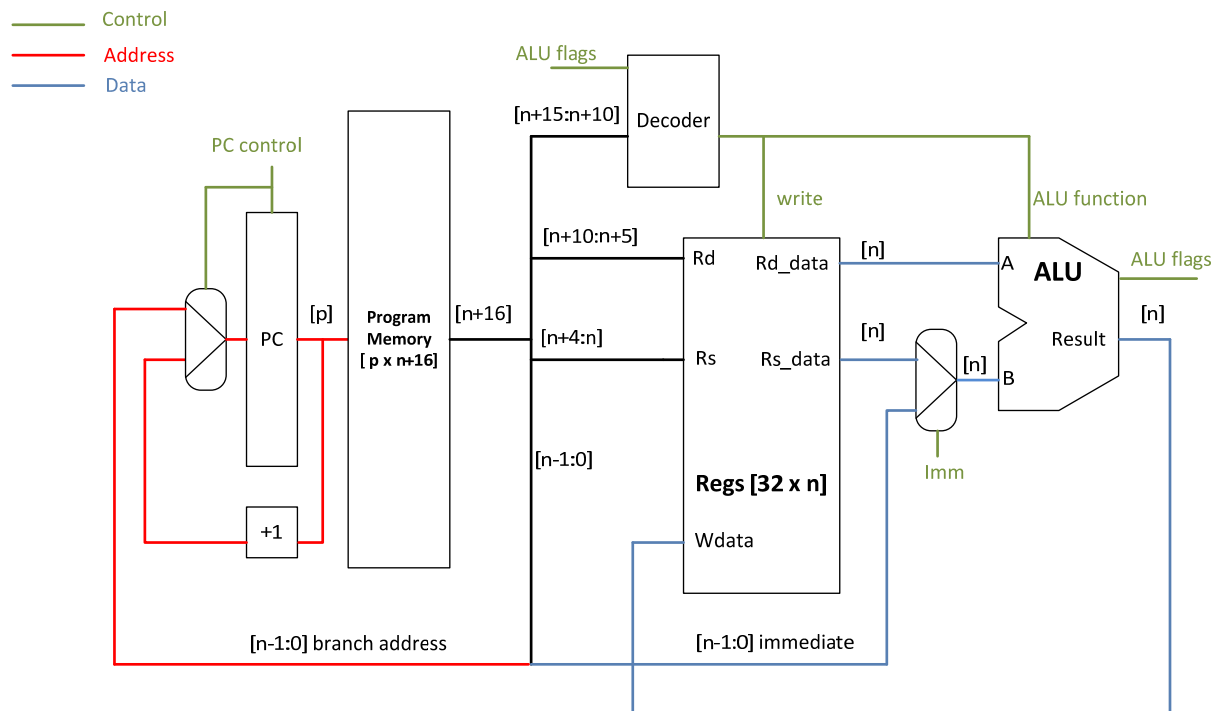 Control
Address
Data
ALU flags
[n+15:n+10]
Decoder
PC control
write
ALU function
[n+10:n+5]
Rd
Rd_data
[n]
A
ALU
ALU flags
[p]
Program
Memory
[ p x n+16]
[n+16]
PC
[n+4:n]
Rs
Rs_data
[n]
[n]
B
Result
[n]
[n-1:0]
Imm
Regs [32 x n]
+1
Wdata
[n-1:0] branch address
[n-1:0] immediate